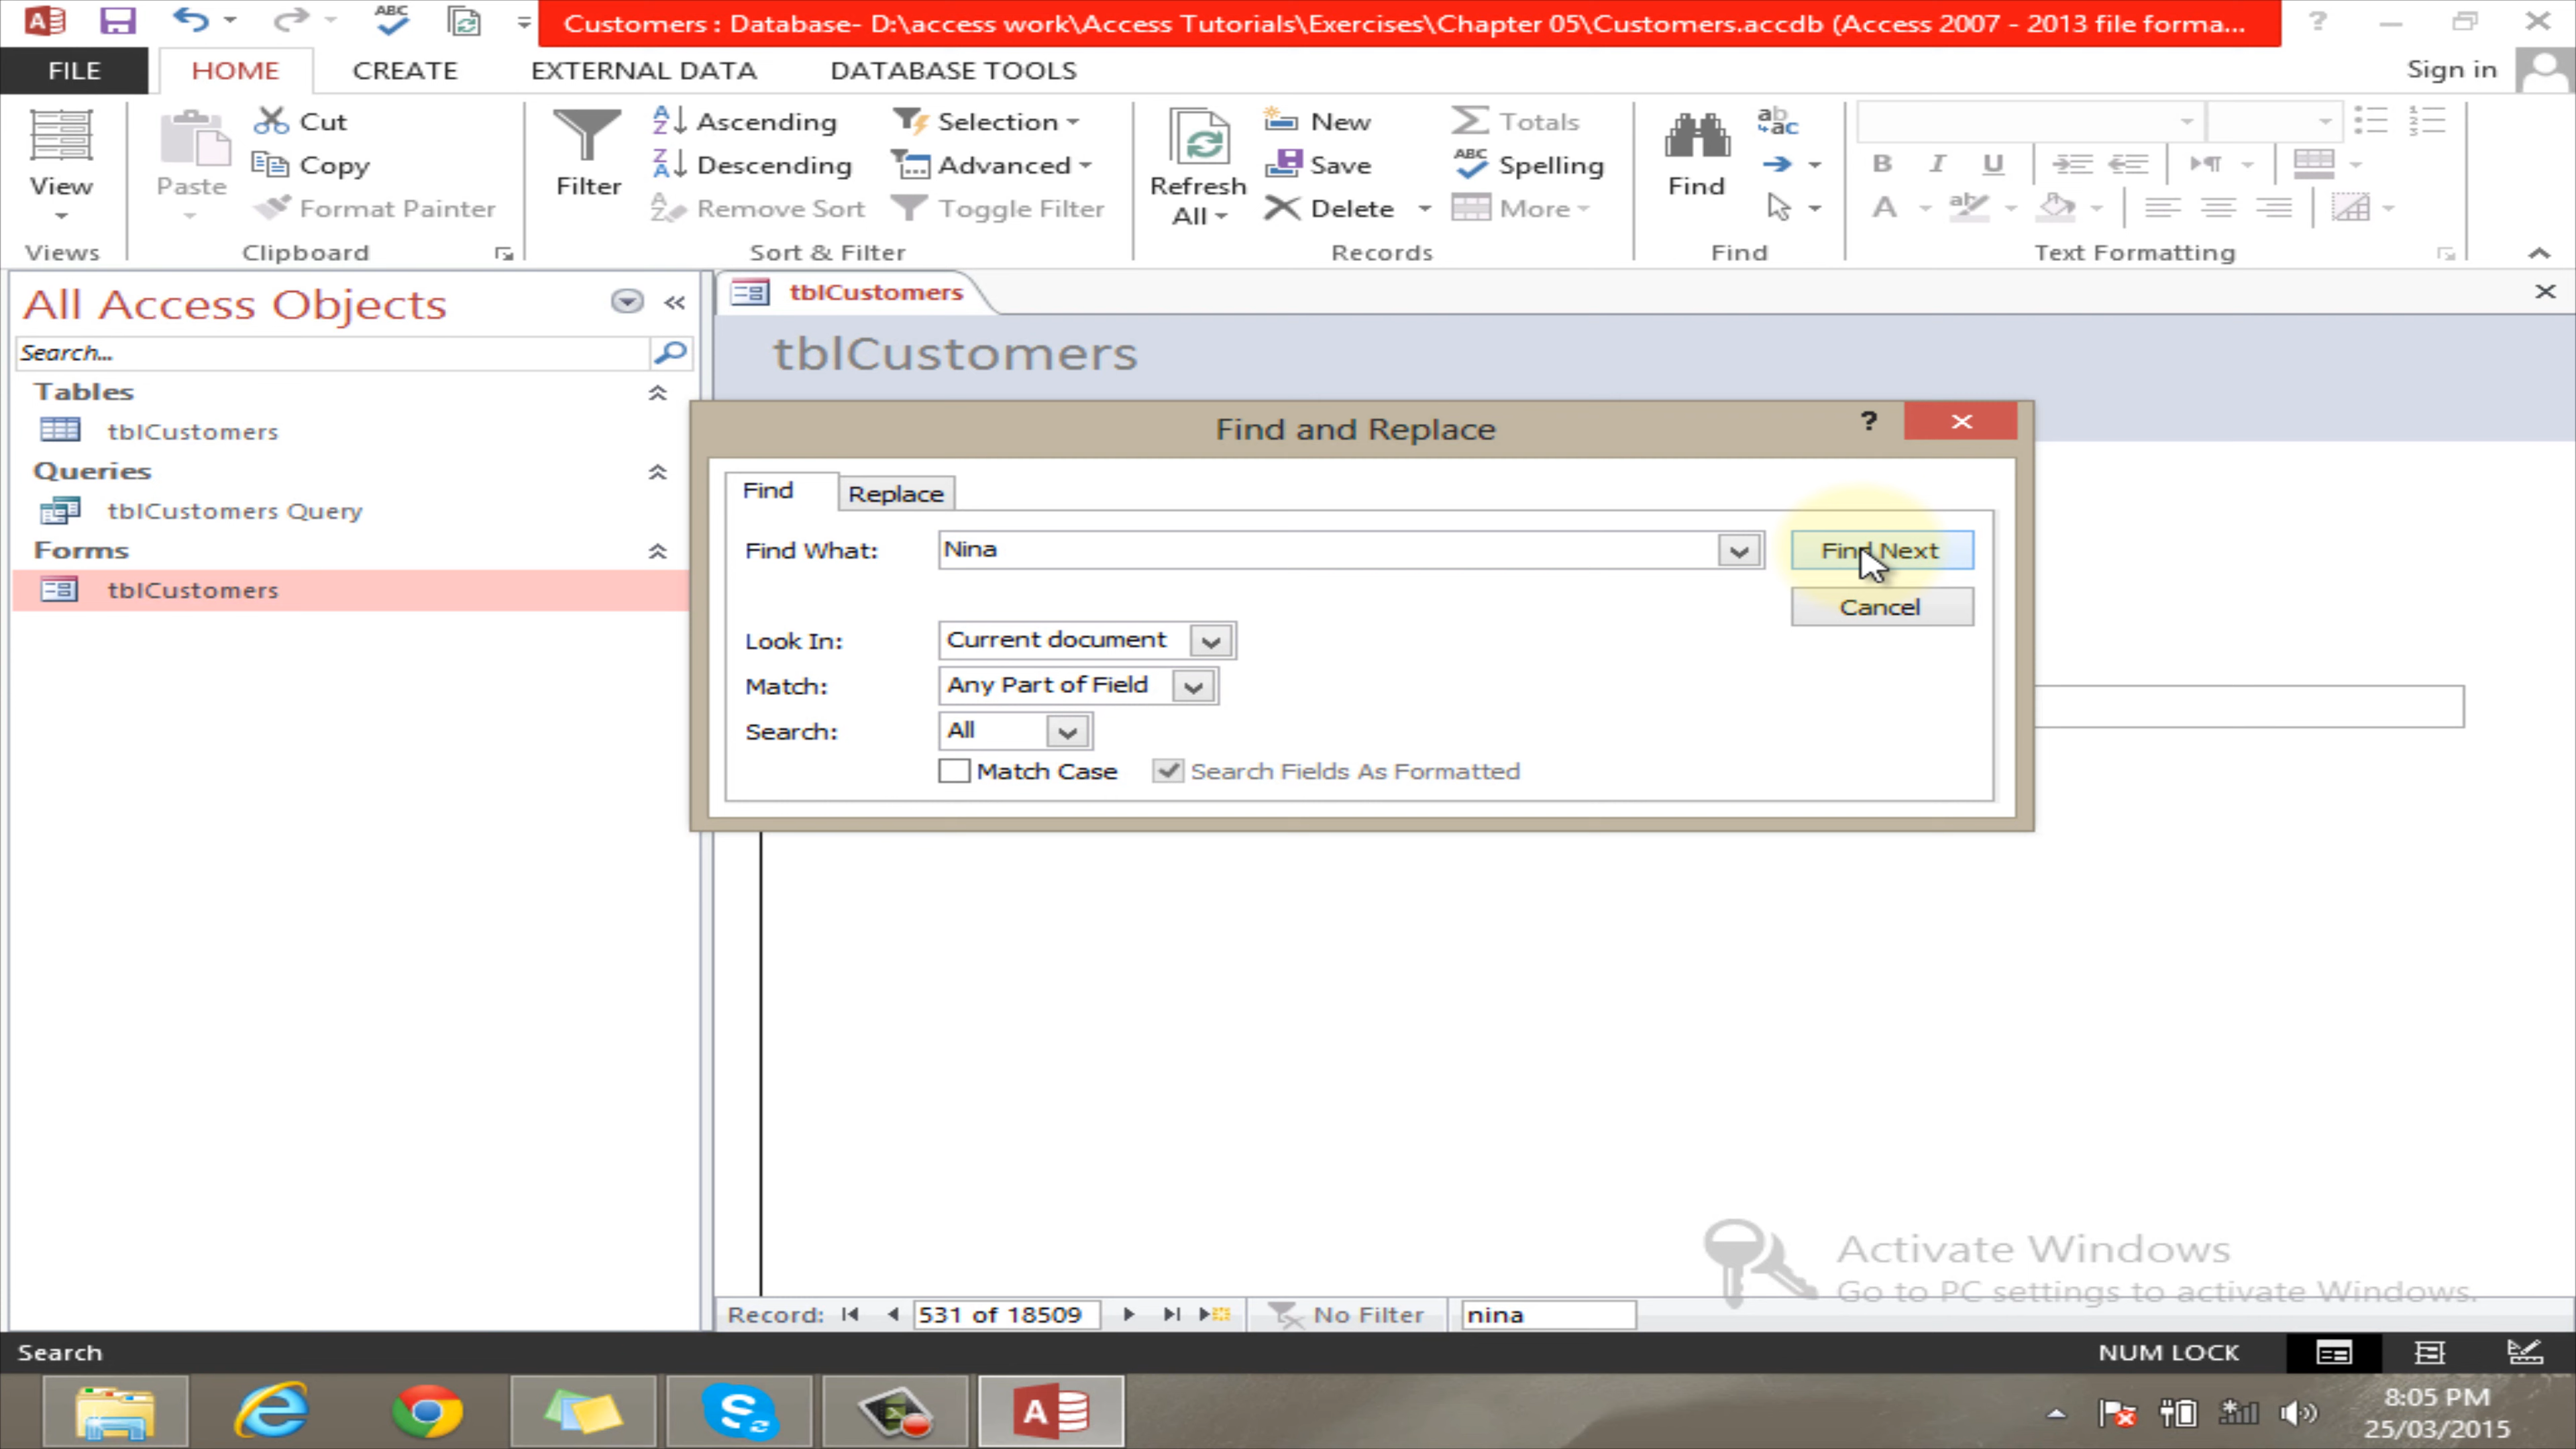 Customers : Database- D:\access work\Access Tutorials\Exercises\Chapter 05\Customers.accdb (Access 2007 - 2013 file forma...
FILE HOME CREATE EXTERNAL DATA DATABASE TOOLS Sign in
View
Views
Paste
Cut
Copy
Format Painter
Clipboard
Filter
Ascending
Descending
Remove Sort
Selection
Advanced
Toggle Filter
Sort & Filter
Refresh
All
New
Save
Delete
Totals
Spelling
More
Records
Find
Find
B I U
A
Text Formatting
All Access Objects
Search...
Tables
tblCustomers
Queries
tblCustomers Query
Forms
tblCustomers
tblCustomers
tblCustomers
Find and Replace
Find Replace
Find What: Nina Find Next
Cancel
Look In: Current document
Match: Any Part of Field
Search: All
Match Case Search Fields As Formatted
Activate Windows
Go to PC settings to activate Windows.
Record: 531 of 18509 No Filter nina
Search NUM LOCK
8:05 PM
25/03/2015